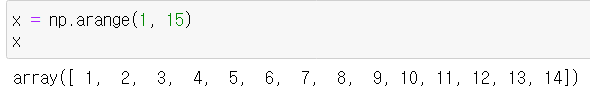 x = np.arange(1, 15)
x
array([ 1,  2,  3,  4,  5,  6,  7,  8,  9, 10, 11, 12, 13, 14])